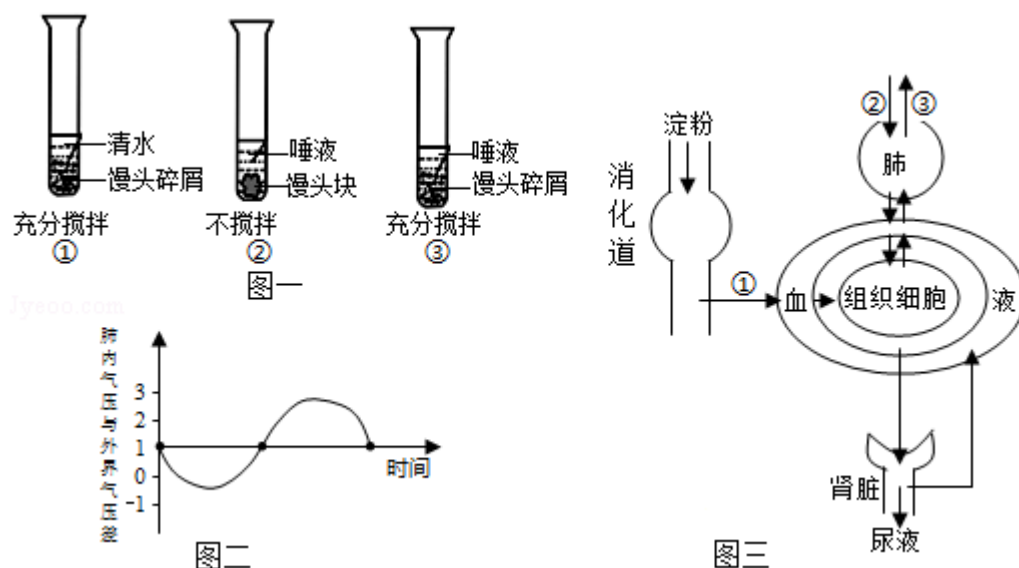 清水
馒头碎屑
充分搅拌
①
唾液
馒头块
不搅拌
②
唾液
馒头碎屑
充分搅拌
③
图一
Jyeoo.com
肺内气压与外界气压差
3
2
1
0
-1
时间
图二
淀粉
消化道
①
②
③
肺
血
组织细胞
液
肾脏
尿液
图三